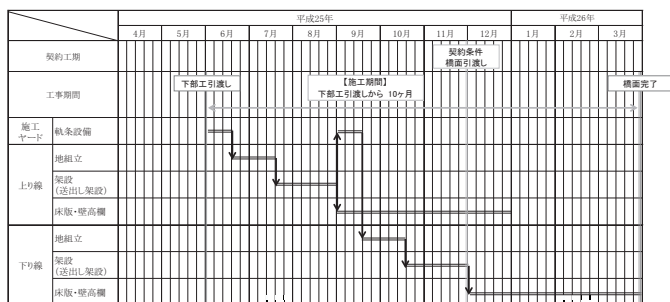 平成25年 平成26年
4月 5月 6月 7月 8月 9月 10月 11月 12月 1月 2月 3月
契約工期
契約条件
橋面引渡し
工事期間
下部工引渡し
【施工期間】
下部工引渡しから 10ヶ月
橋面完了
施工
ヤード
軌条設備
上り線
地組立
架設
(送出し架設)
床版・壁高欄
下り線
地組立
架設
(送出し架設)
床版・壁高欄